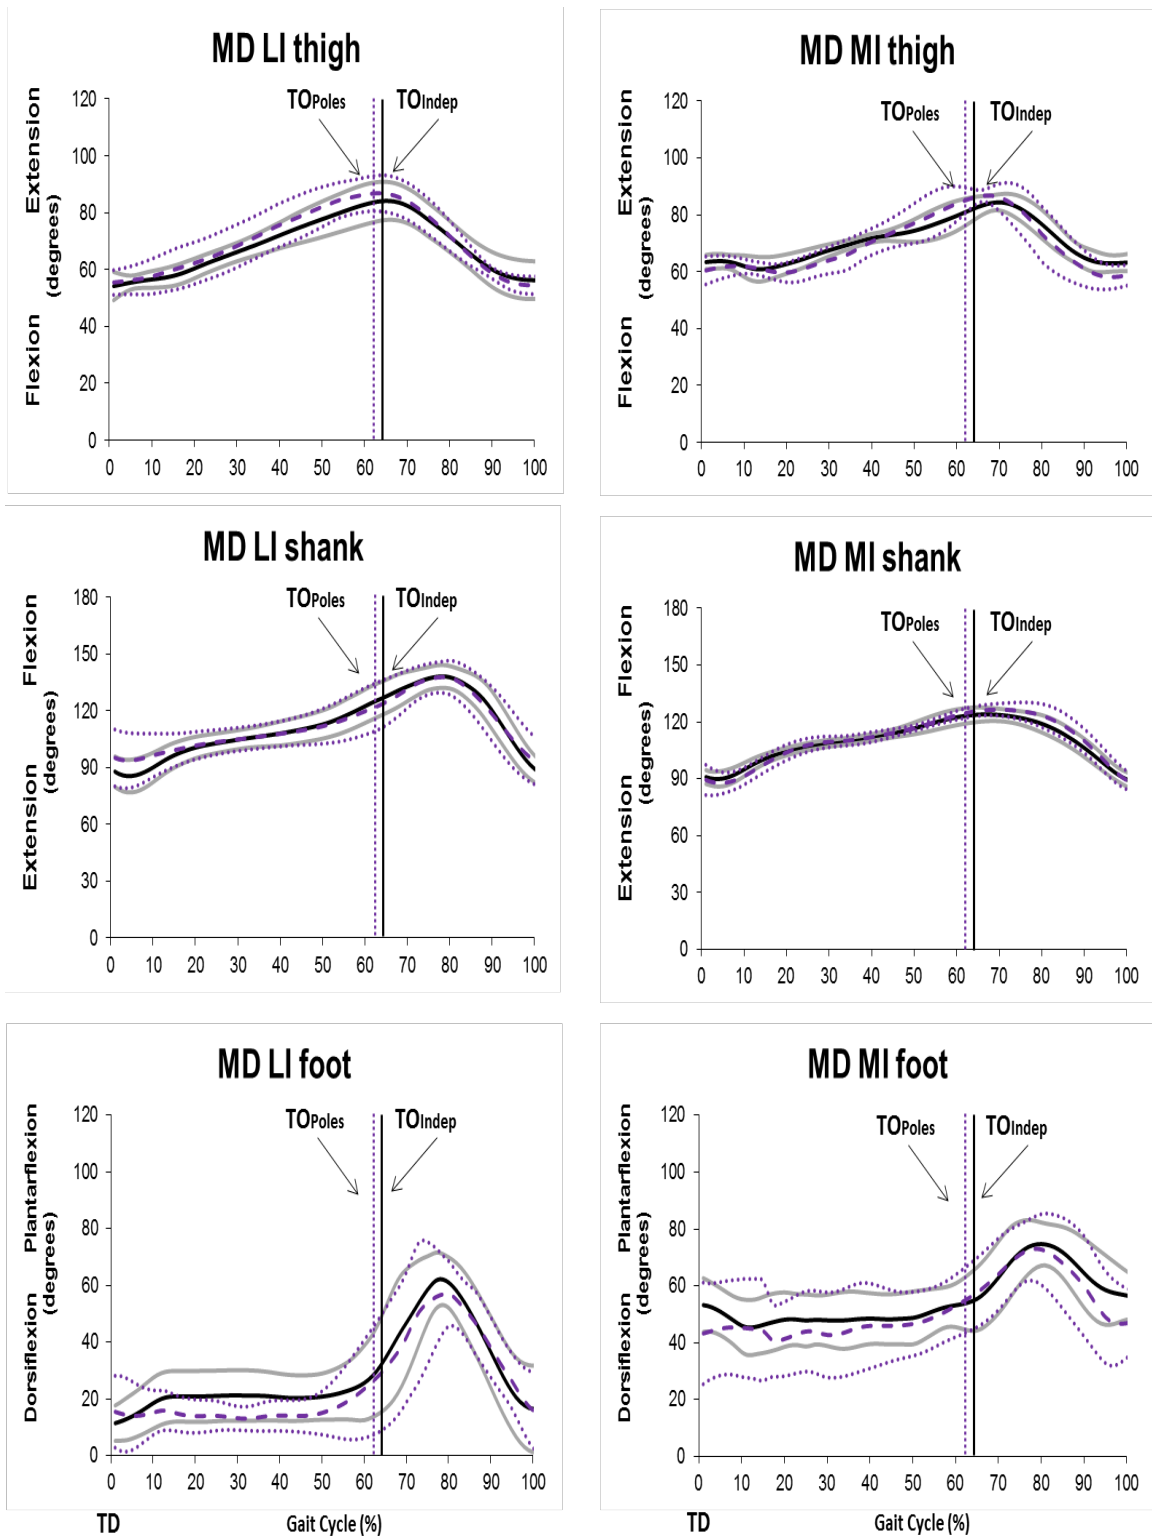 MD LI thigh
TOPoles
TOIndep
Flexion Extension
(degrees)
120
100
80
60
40
20
0
0 10 20 30 40 50 60 70 80 90 100
MD MI thigh
TOPoles
TOIndep
Flexion Extension
(degrees)
120
100
80
60
40
20
0
0 10 20 30 40 50 60 70 80 90 100
MD LI shank
TOPoles
TOIndep
Extension Flexion
(degrees)
180
150
120
90
60
30
0
0 10 20 30 40 50 60 70 80 90 100
MD MI shank
TOPoles
TOIndep
Extension Flexion
(degrees)
180
150
120
90
60
30
0
0 10 20 30 40 50 60 70 80 90 100
MD LI foot
TOPoles
TOIndep
Dorsiflexion Plantarflexion
(degrees)
120
100
80
60
40
20
0
0 10 20 30 40 50 60 70 80 90 100
TD Gait Cycle (%)
MD MI foot
TOPoles
TOIndep
Dorsiflexion Plantarflexion
(degrees)
120
100
80
60
40
20
0
0 10 20 30 40 50 60 70 80 90 100
TD Gait Cycle (%)